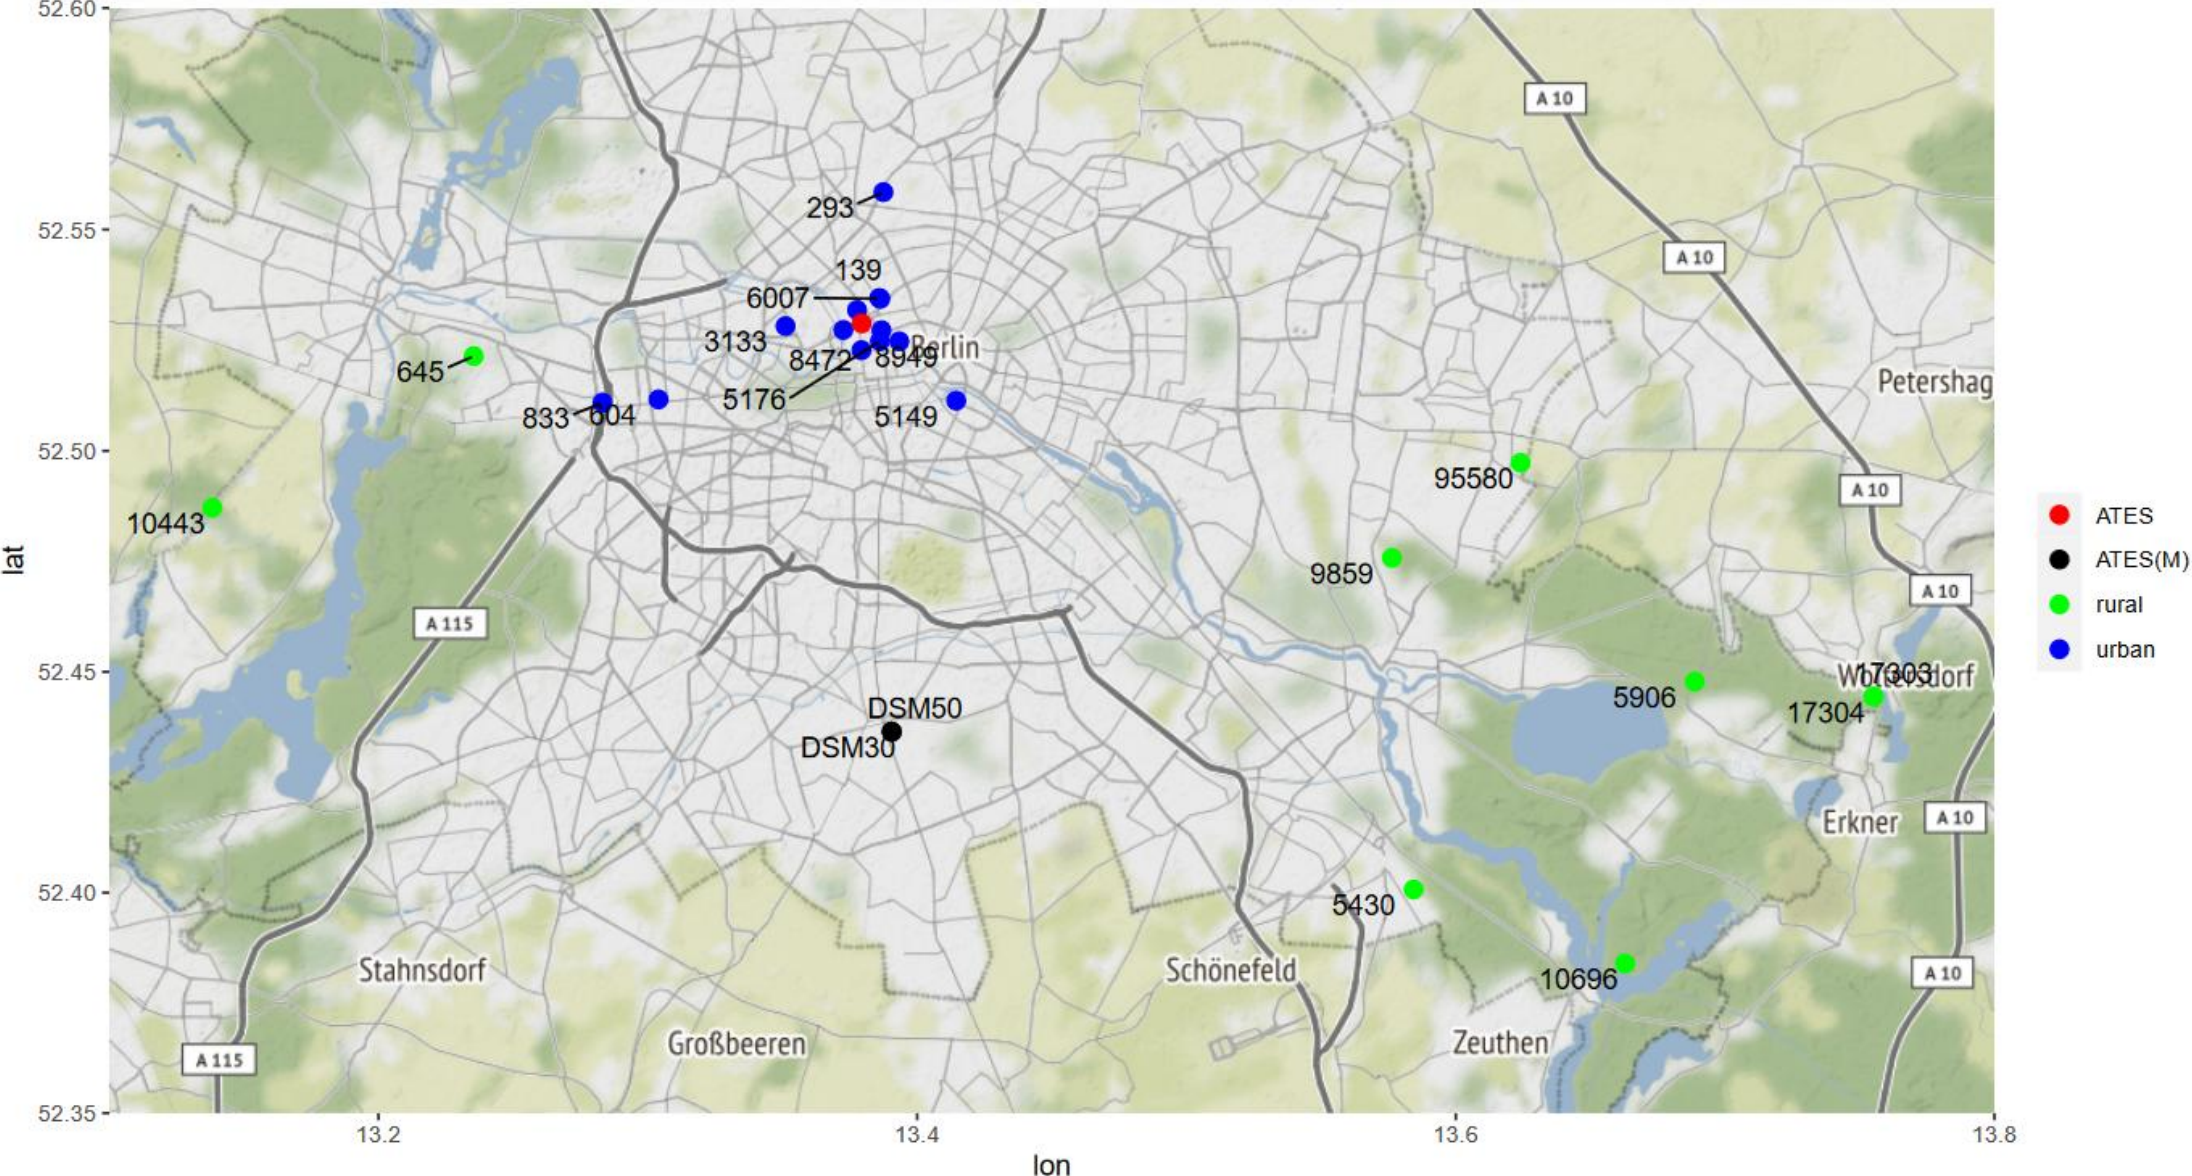 52.60
A 10
293
52.55
A 10
139
6007
3133
Berlin
8472
8949
645
Petershag
5176
833
604
5149
52.50
95580
A 10
10443
lat
ATES
9859
ATES(M)
A 10
rural
A 115
urban
52.45
17303
Woltersdorf
5906
17304
DSM50
DSM30
Erkner
A 10
52.40
5430
Stahnsdorf
Schönefeld
10696
A 10
Großbeeren
Zeuthen
A 115
52.35
13.2
13.4
13.6
13.8
lon